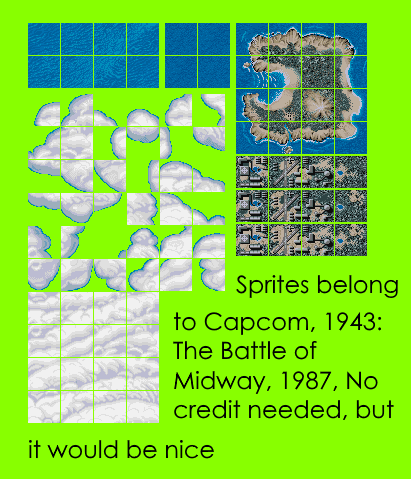 Sprites belong
to Capcom, 1943:
The Battle of
Midway, 1987, No
credit needed, but
it would be nice